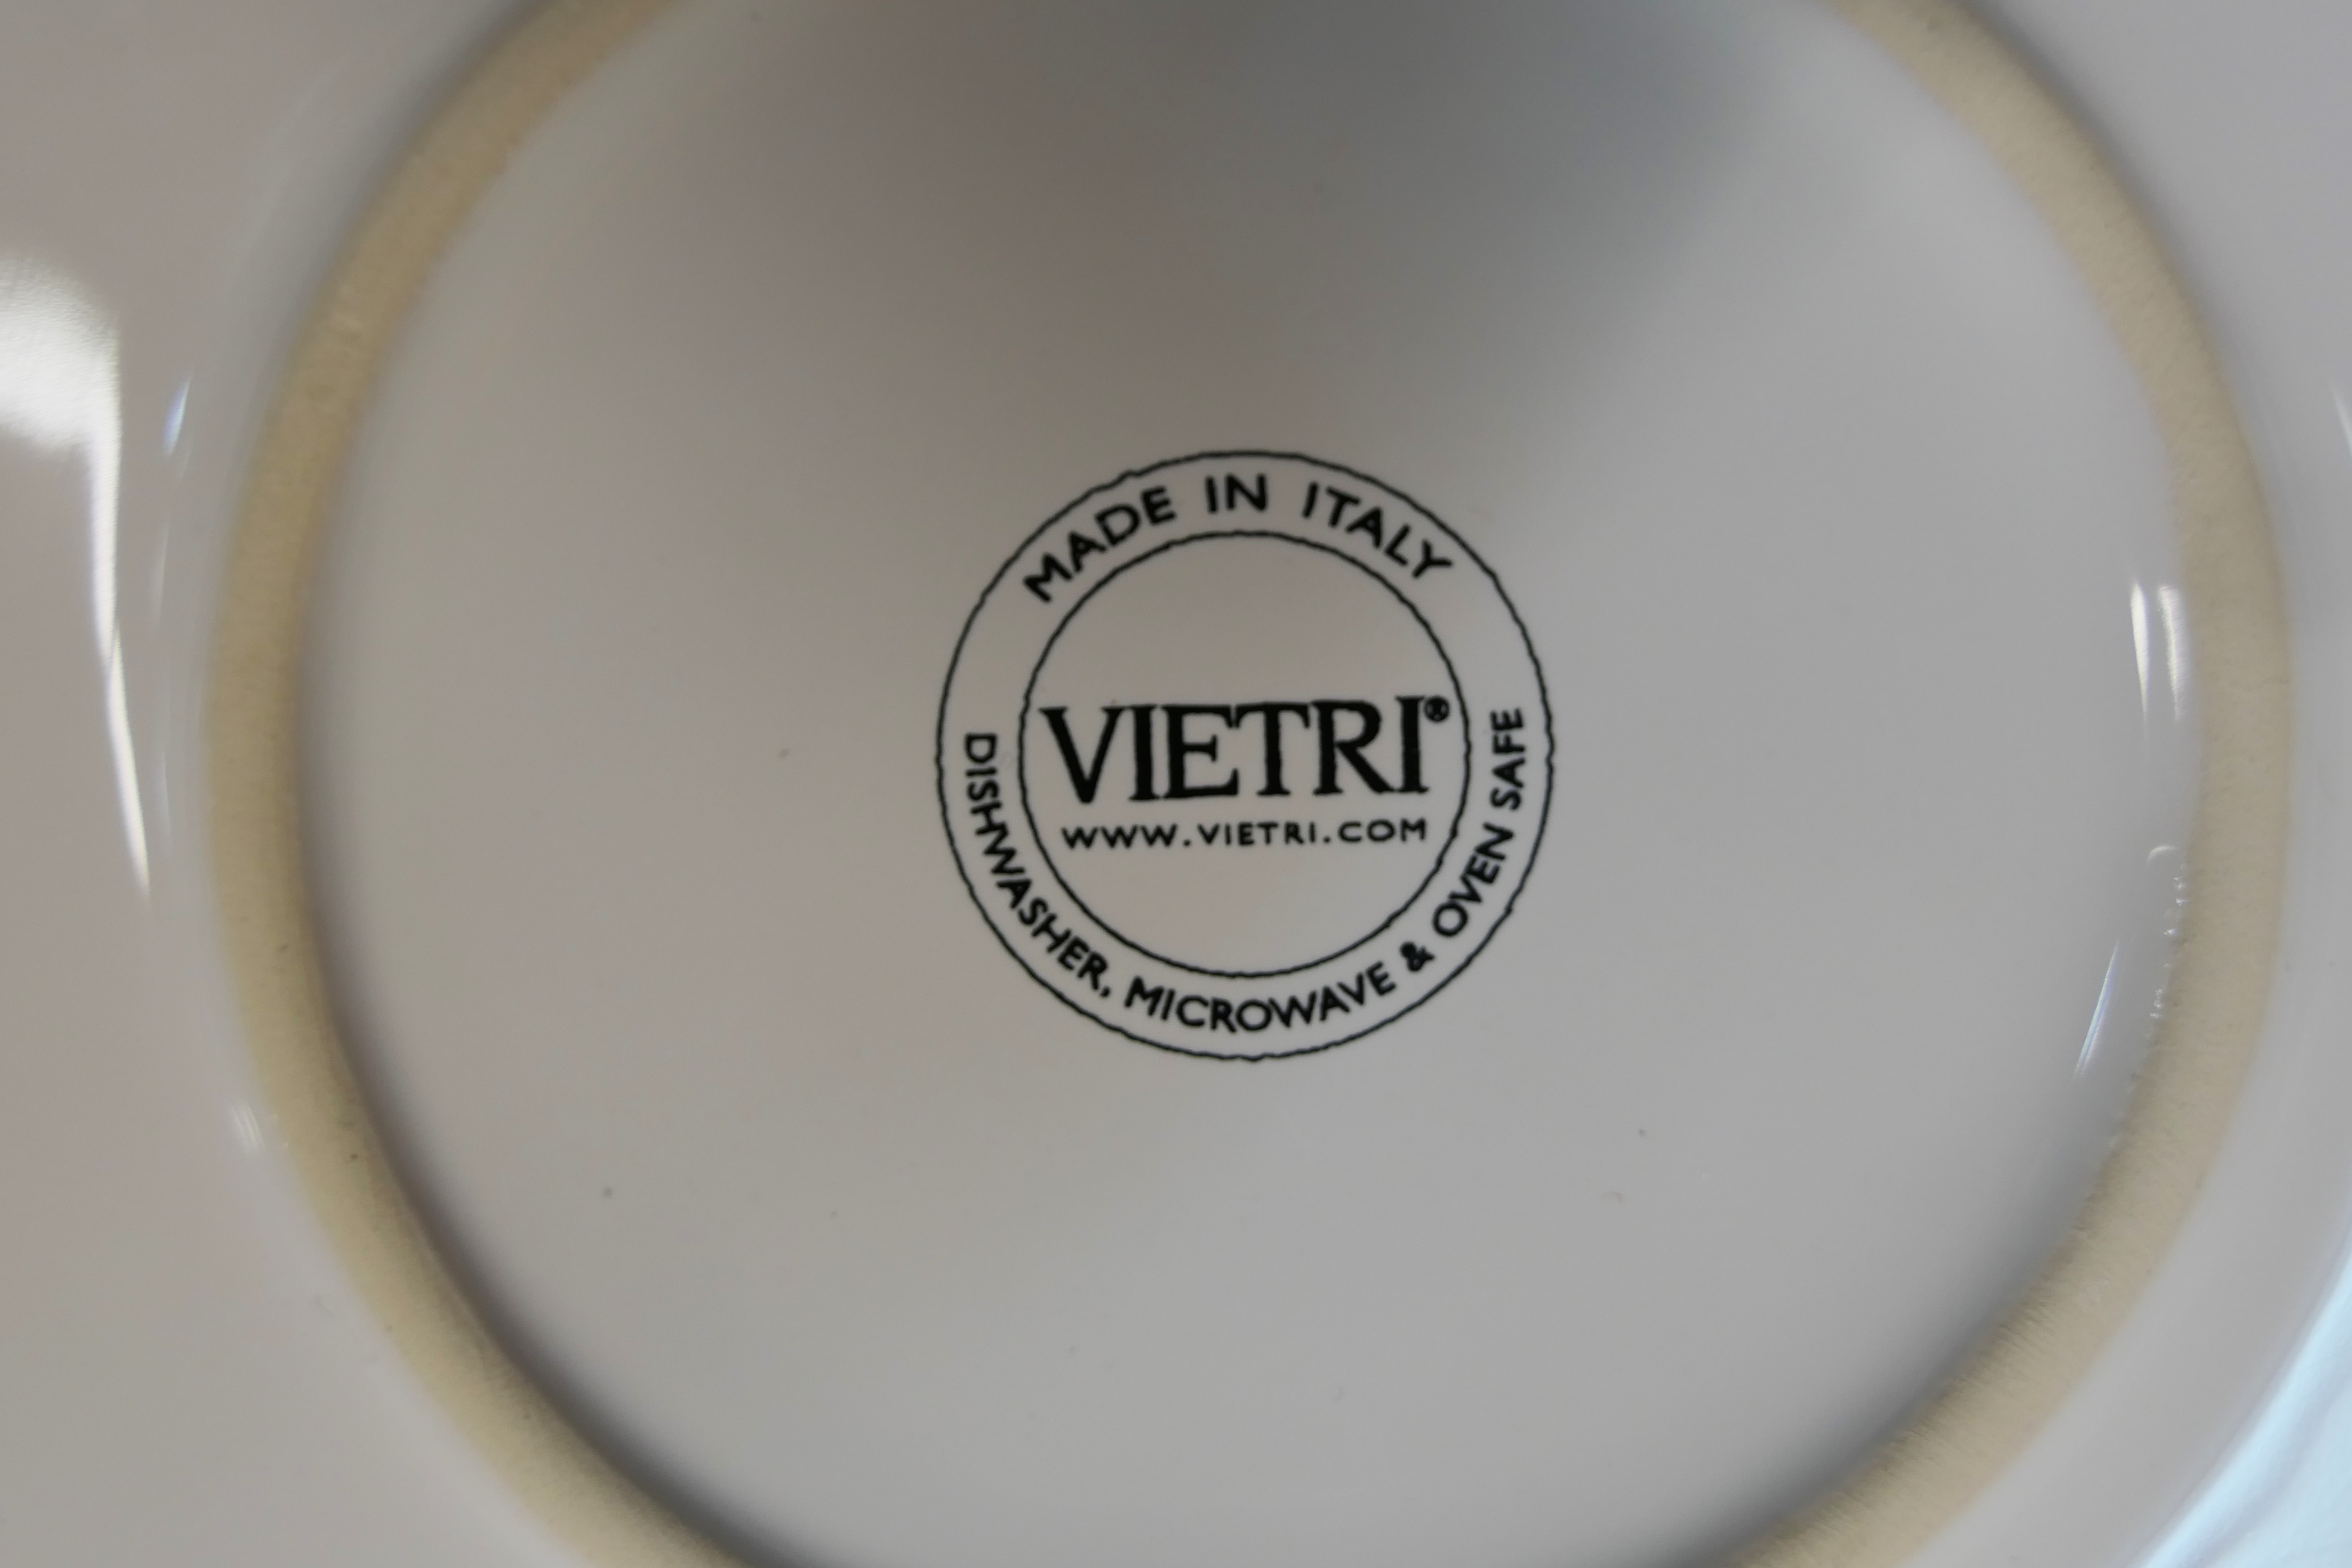 MADE IN ITALY
VIETRI®
WWW.VIETRI.COM
DISHWASHER, MICROWAVE & OVEN SAFE